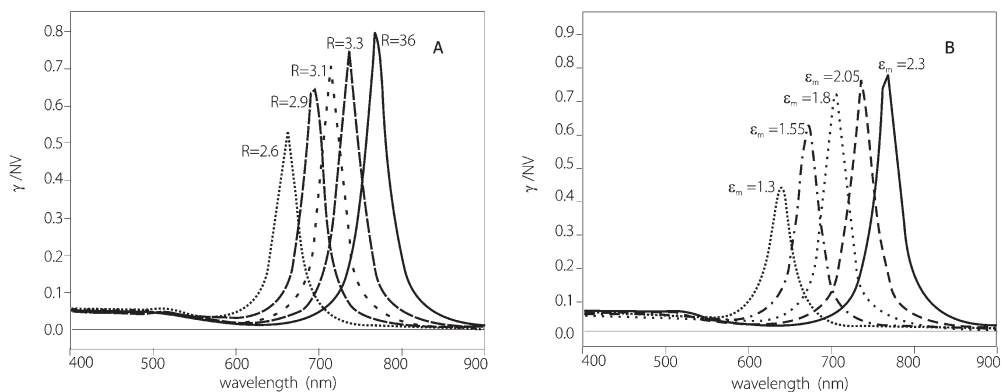 0.8
0.7
0.6
0.5
0.4
0.3
0.2
0.1
0.0
γ /NV
R=2.6
R=2.9
R=3.1
R=3.3
R=36
A
400 500 600 700 800 900
wavelength (nm)
0.9
0.8
0.7
0.6
0.5
0.4
0.3
0.2
0.1
0.0
γ /NV
εm =1.3
εm =1.55
εm =1.8
εm =2.05
εm =2.3
B
400 500 600 700 800 900
wavelength (nm)